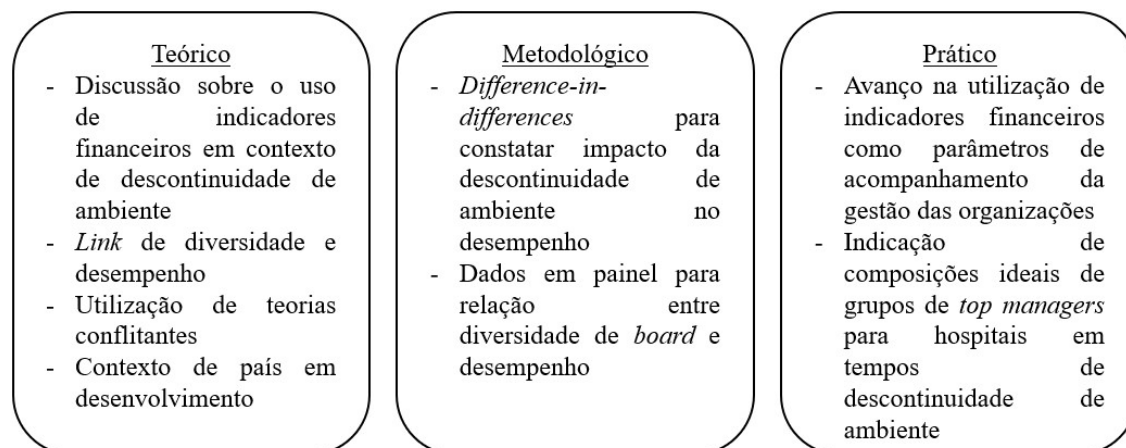 Teórico
- Discussão sobre o uso
de indicadores
financeiros em contexto
de descontinuidade de
ambiente
- Link de diversidade e
desempenho
- Utilização de teorias
conflitantes
- Contexto de país em
desenvolvimento
Metodológico
- Difference-in-
differences para
constatar impacto da
descontinuidade de
ambiente no
desempenho
- Dados em painel para
relação entre
diversidade de board e
desempenho
Prático
- Avanço na utilização de
indicadores financeiros
como parâmetros de
acompanhamento da
gestão das organizações
- Indicação de
composições ideais de
grupos de top managers
para hospitais em
tempos de
descontinuidade de
ambiente